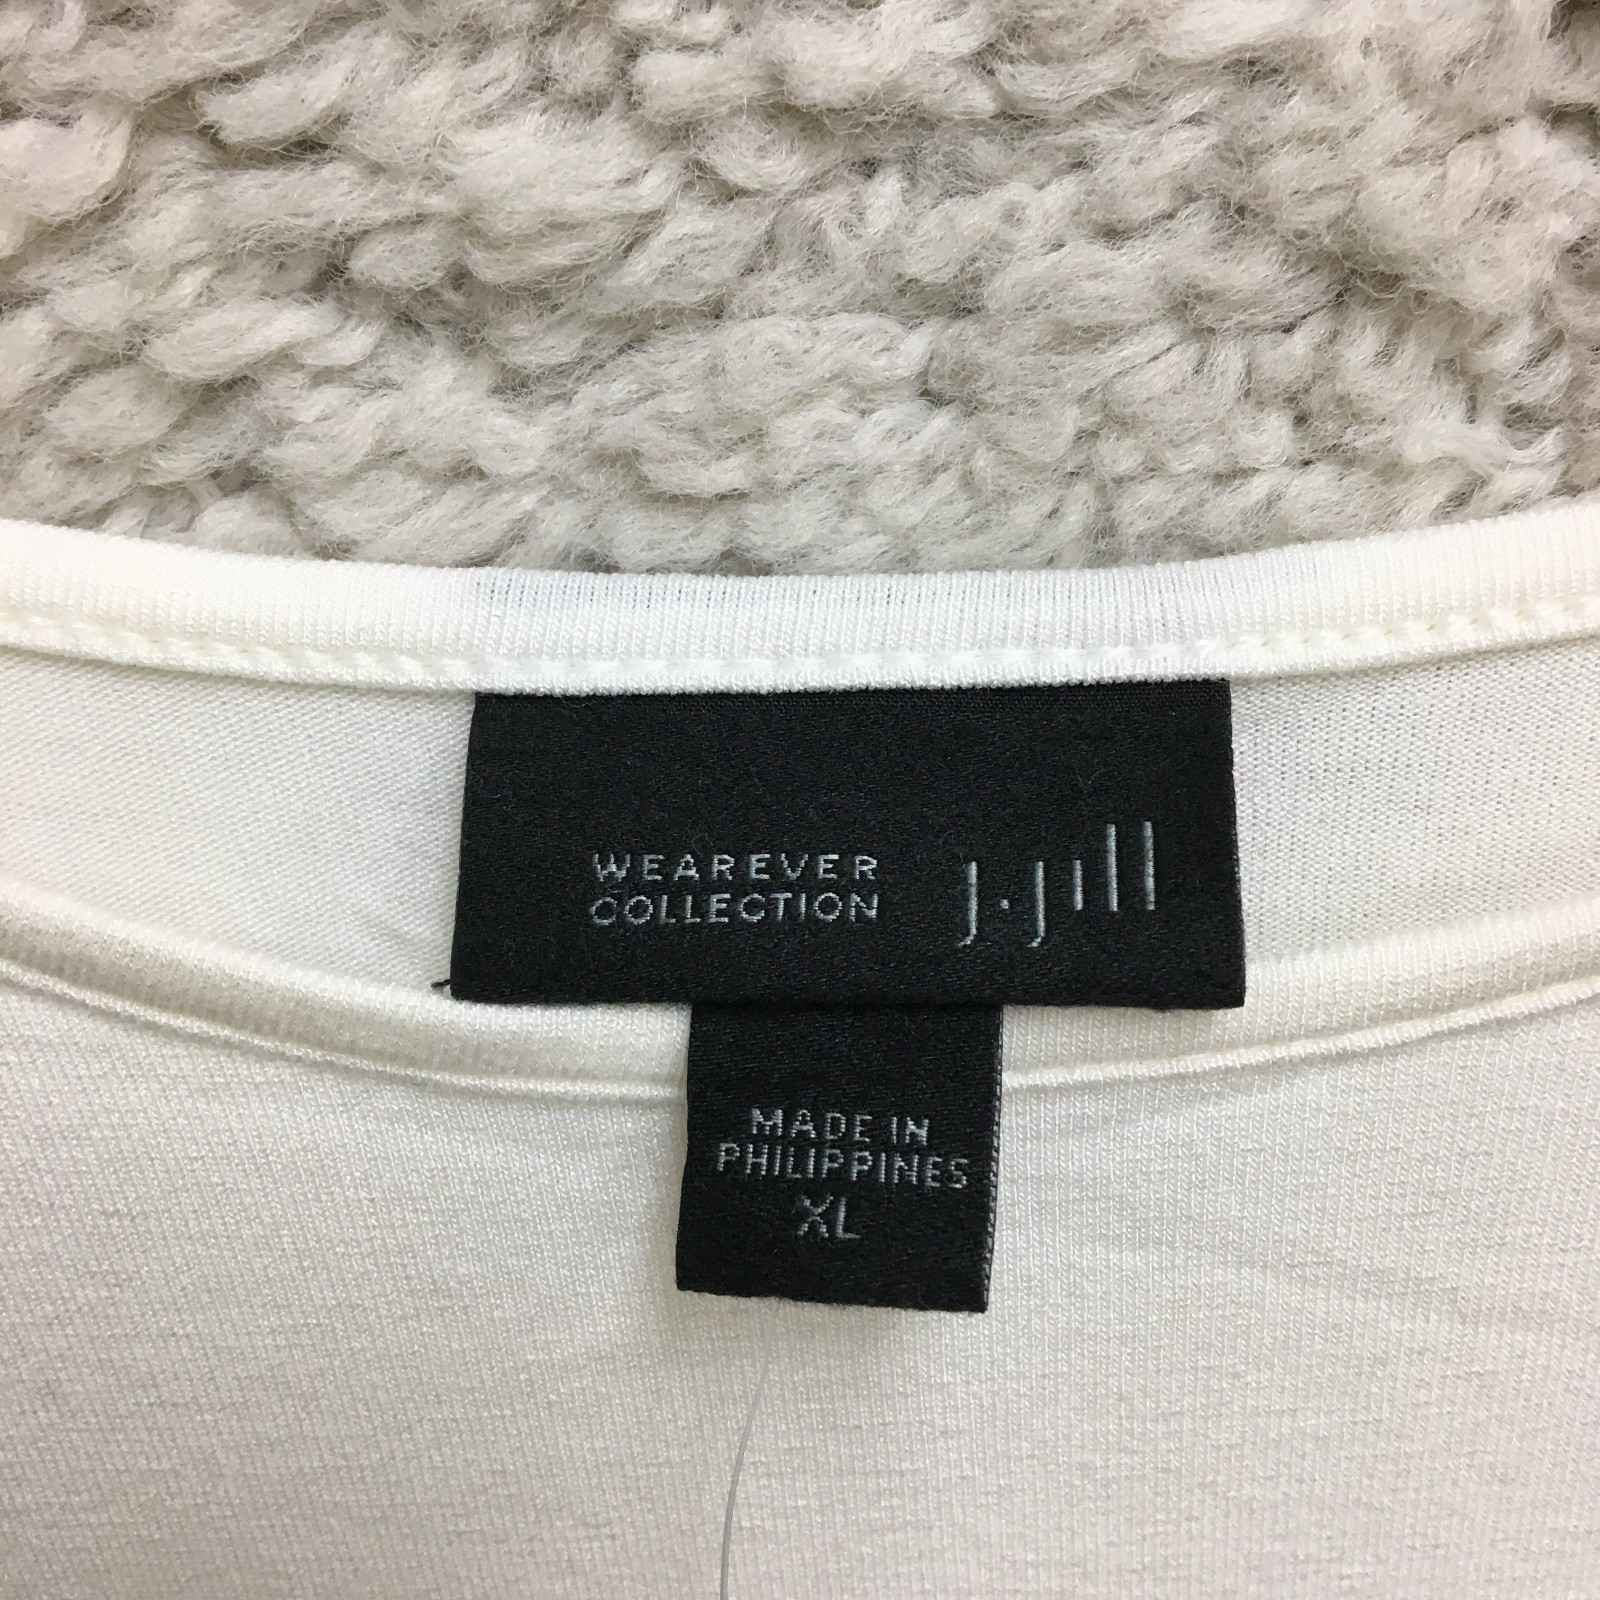 WEAREVER
COLLECTION
j.jill
MADE IN
PHILIPPINES
XL